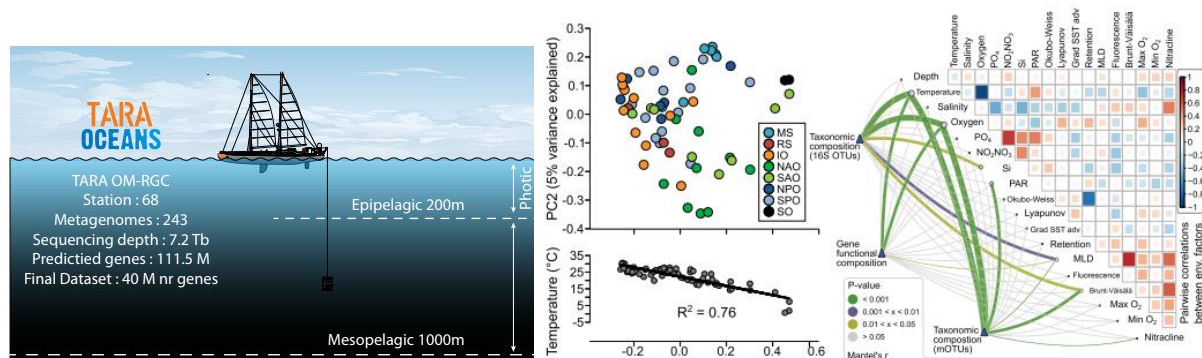 TARA
OCEANS
TARA OM-RGC
Station : 68
Metagenomes : 243
Sequencing depth : 7.2 Tb
Predictied genes : 111.5 M
Final Dataset : 40 M nr genes
Photic
Epipelagic 200m
Mesopelagic 1000m
PC2 (5% variance explained)
0.3
0.2
0.1
0.0
-0.1
-0.2
-0.3
-0.4
MS
RS
IO
NAO
SAO
NPO
SPO
SO
Temperature (°C)
35
25
15
5
-5
R² = 0.76
-0.2
0.0
0.2
0.4
0.6
Temperature
Salinity
Oxygen
PO₄
NO₂NO₃
Si
PAR
Okubo-Weiss
Lyapunov
Grad SST adv
Retention
MLD
Fluorescence
Brunt-Väisälä
Max O₂
Min O₂
Nitracline
Depth
Temperature
Salinity
Oxygen
PO₄
NO₂NO₃
Si
PAR
Okubo-Weiss
Lyapunov
Grad SST adv
Retention
MLD
Fluorescence
Brunt-Väisälä
Max O₂
Min O₂
Nitracline
Taxonomic
composition
(16S OTUs)
Gene
functional
composition
Taxonomic
compostion
(mOTUs)
P-value
< 0.001
0.001 < x < 0.01
0.01 < x < 0.05
> 0.05
Mantel's r
1
0.8
0.6
0.4
0.2
0
-0.2
-0.4
-0.6
-0.8
-1
Pairwise correlations
between env. factors